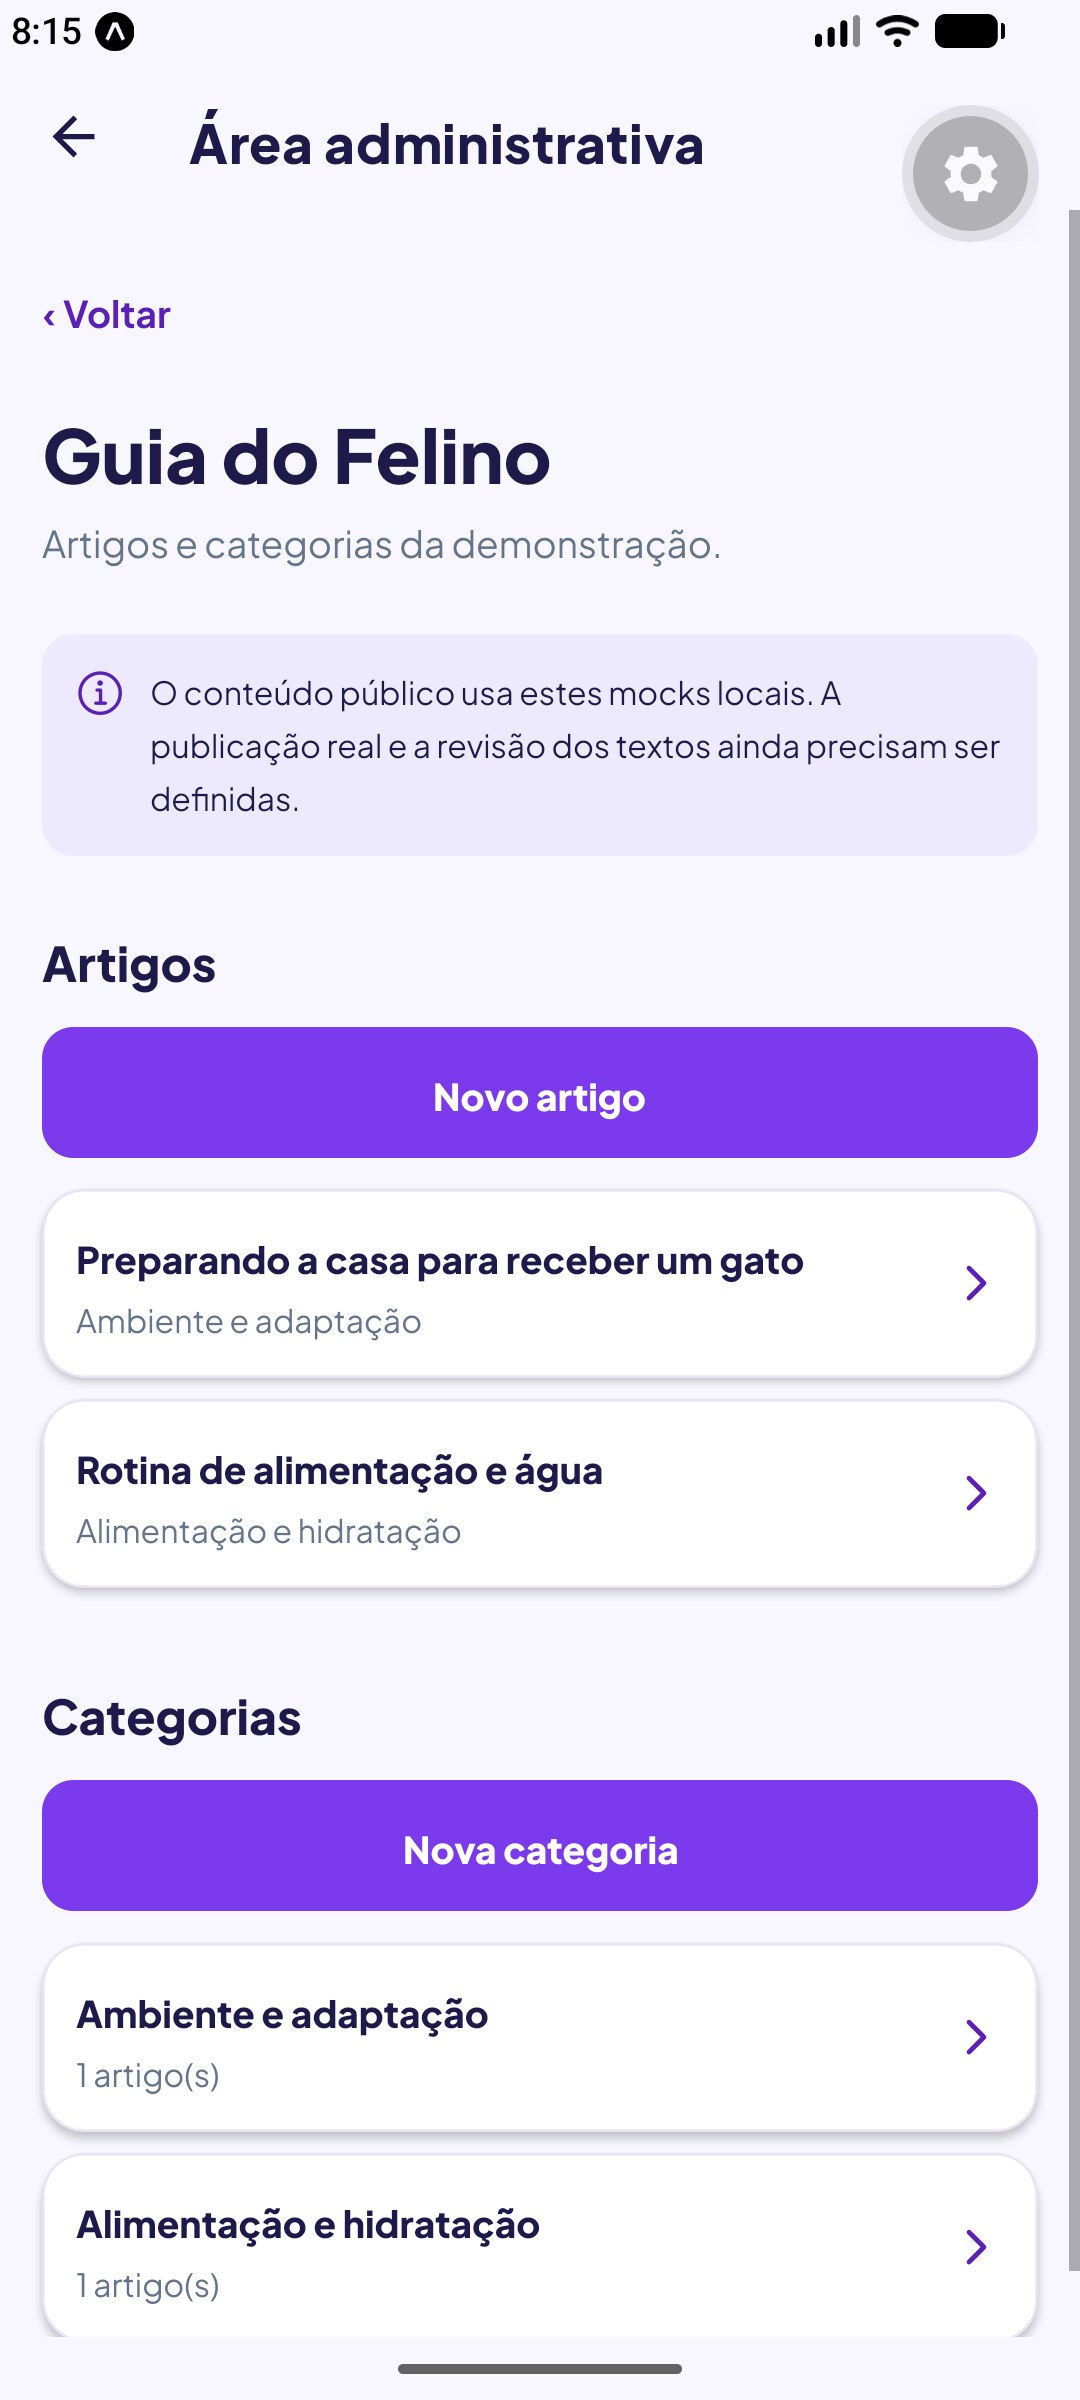 8:15
Área administrativa
‹ Voltar
Guia do Felino
Artigos e categorias da demonstração.
O conteúdo público usa estes mocks locais. A
publicação real e a revisão dos textos ainda precisam ser
definidas.
Artigos
Novo artigo
Preparando a casa para receber um gato
Ambiente e adaptação
Rotina de alimentação e água
Alimentação e hidratação
Categorias
Nova categoria
Ambiente e adaptação
1 artigo(s)
Alimentação e hidratação
1 artigo(s)